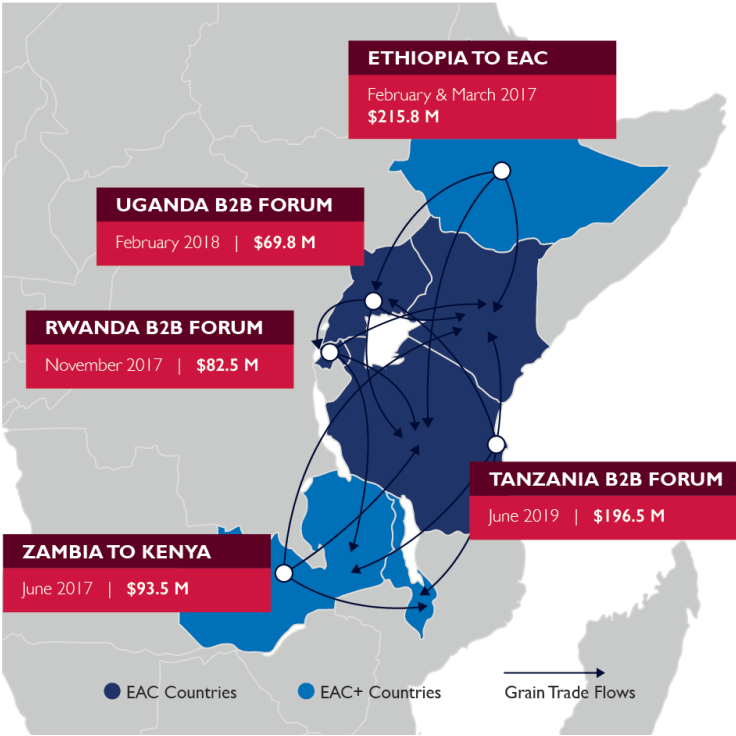 ETHIOPIA TO EAC
February & March 2017
$215.8 M
UGANDA B2B FORUM
February 2018 | $69.8 M
RWANDA B2B FORUM
November 2017 | $82.5 M
TANZANIA B2B FORUM
June 2019 | $196.5 M
ZAMBIA TO KENYA
June 2017 | $93.5 M
EAC Countries
EAC+ Countries
Grain Trade Flows